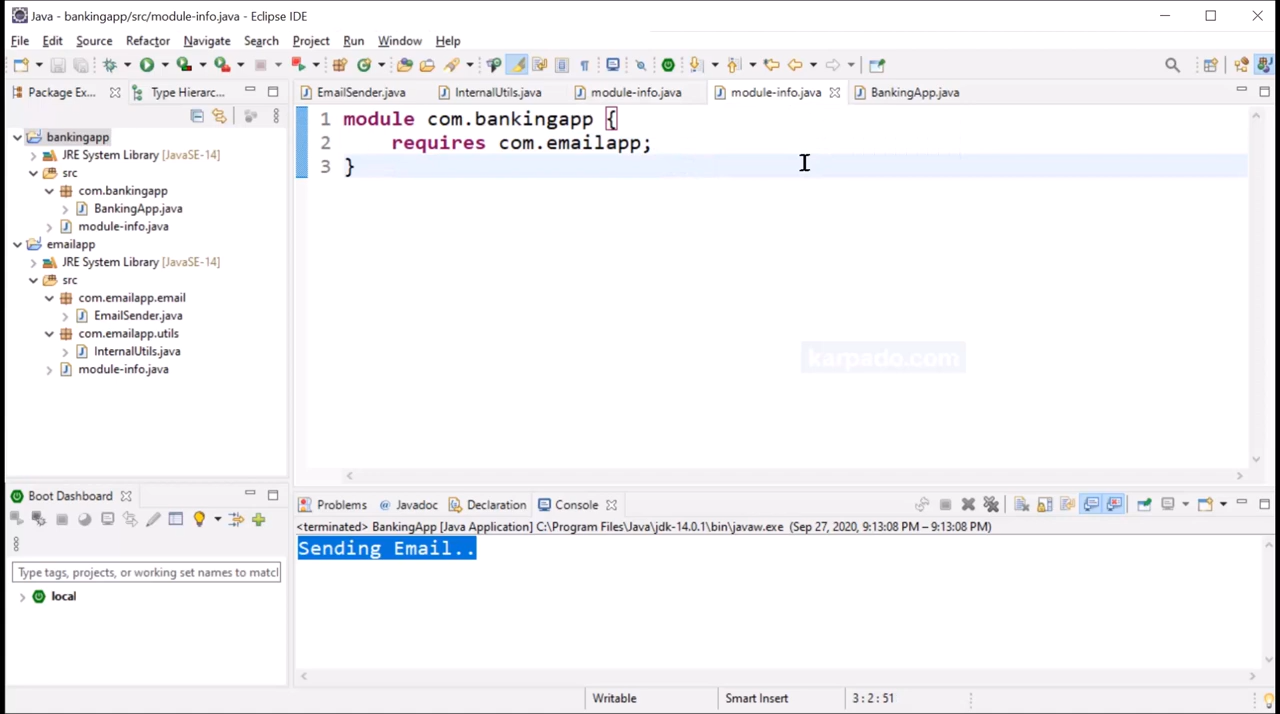 Java - bankingapp/src/module-info.java - Eclipse IDE
File Edit Source Refactor Navigate Search Project Run Window Help
Package Ex... Type Hierarc...
EmailSender.java InternalUtils.java module-info.java module-info.java BankingApp.java
bankingapp
JRE System Library [JavaSE-14]
src
com.bankingapp
BankingApp.java
module-info.java
emailapp
JRE System Library [JavaSE-14]
src
com.emailapp.email
EmailSender.java
com.emailapp.utils
InternalUtils.java
module-info.java
1 module com.bankingapp {
2 requires com.emailapp;
3 }
karpado.com
Boot Dashboard
Type tags, projects, or working set names to matcl
local
Problems @ Javadoc Declaration Console
<terminated> BankingApp [Java Application] C:\Program Files\Java\jdk-14.0.1\bin\javaw.exe (Sep 27, 2020, 9:13:08 PM – 9:13:08 PM)
Sending Email..
Writable Smart Insert 3 : 2 : 51